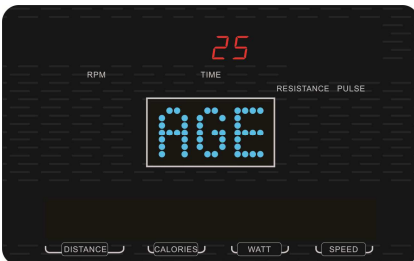 25
RPM TIME
RESISTANCE PULSE
AGE
DISTANCE CALORIES WATT SPEED